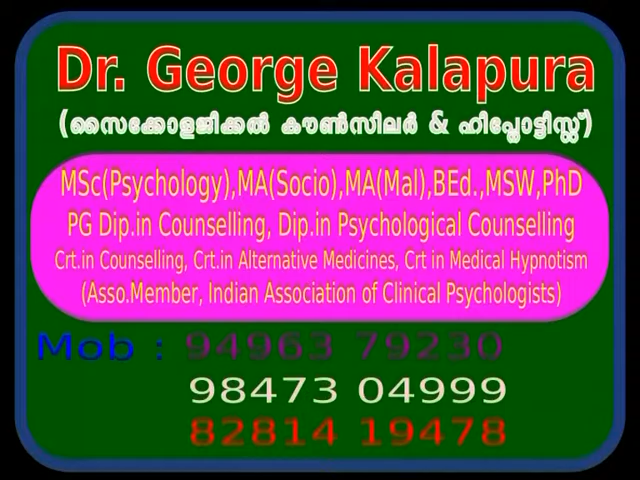 Dr. George Kalapura
(സൈക്കോളജിക്കൽ കൗൺസിലർ & ഹിപ്നോട്ടിസ്റ്റ്)
MSc(Psychology),MA(Socio),MA(Mal),BEd.,MSW,PhD
PG Dip.in Counselling, Dip.in Psychological Counselling
Crt.in Counselling, Crt.in Alternative Medicines, Crt in Medical Hypnotism
(Asso.Member, Indian Association of Clinical Psychologists)
Mob : 94963 79230
98473 04999
82814 19478